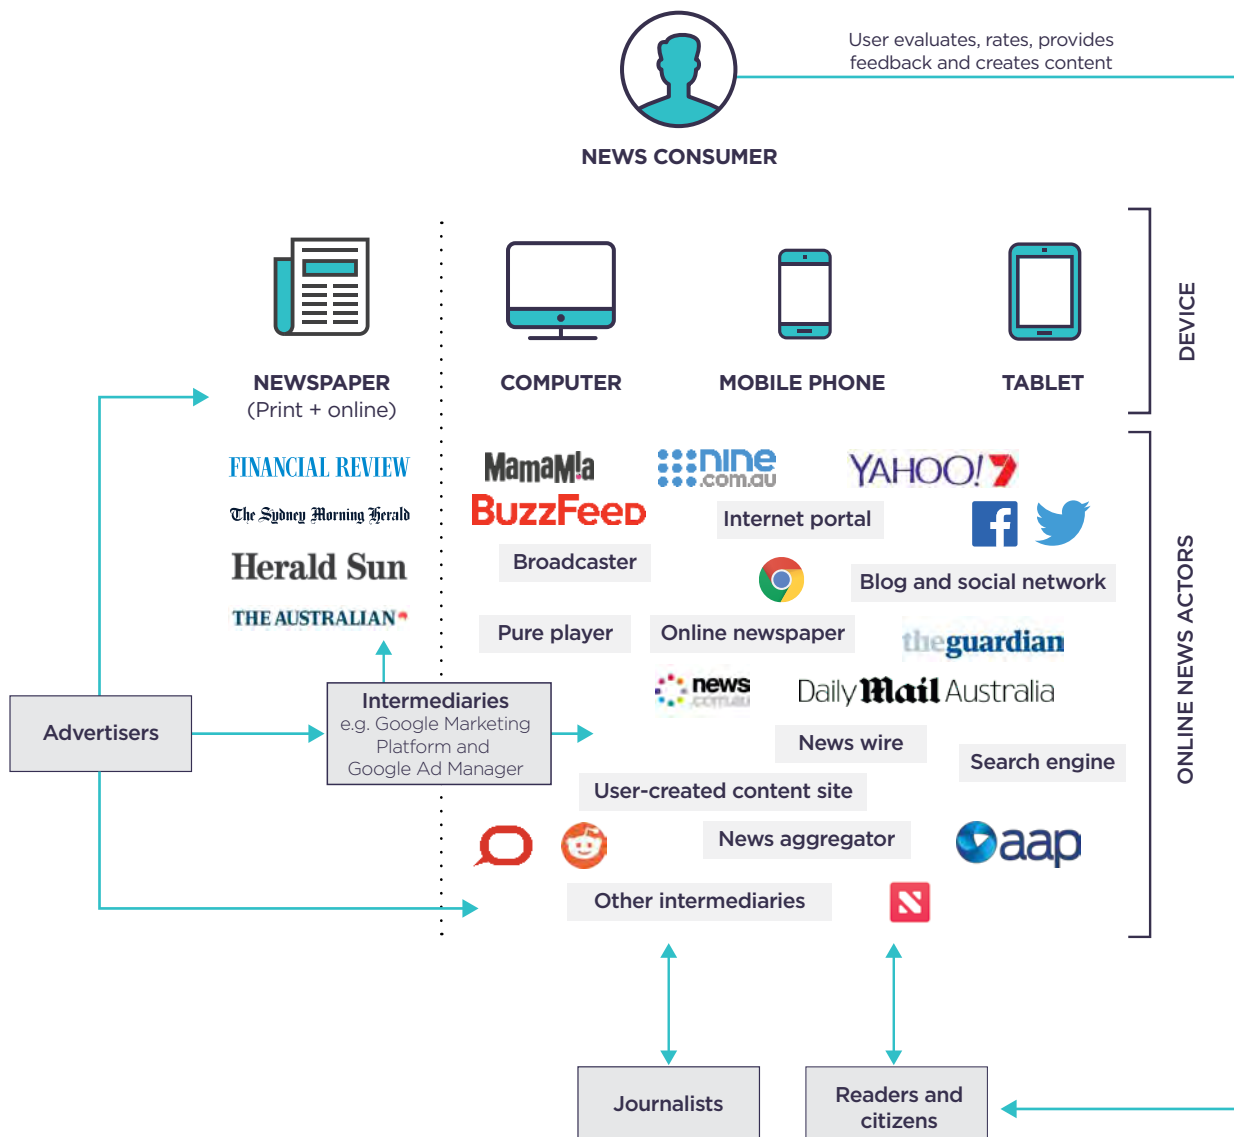 User evaluates, rates, provides
feedback and creates content
NEWS CONSUMER
DEVICE
NEWSPAPER
(Print + online)
COMPUTER
MOBILE PHONE
TABLET
FINANCIAL REVIEW
The Sydney Morning Herald
Herald Sun
THE AUSTRALIAN
ONLINE NEWS ACTORS
MamaM!a
nine
.com.au
YAHOO! 7
BuzzFeed
Internet portal
f
Broadcaster
Blog and social network
Pure player
Online newspaper
theguardian
news
.com.au
Daily Mail Australia
Advertisers
Intermediaries
e.g. Google Marketing
Platform and
Google Ad Manager
News wire
Search engine
User-created content site
News aggregator
aap
Other intermediaries
N
Journalists
Readers and
citizens